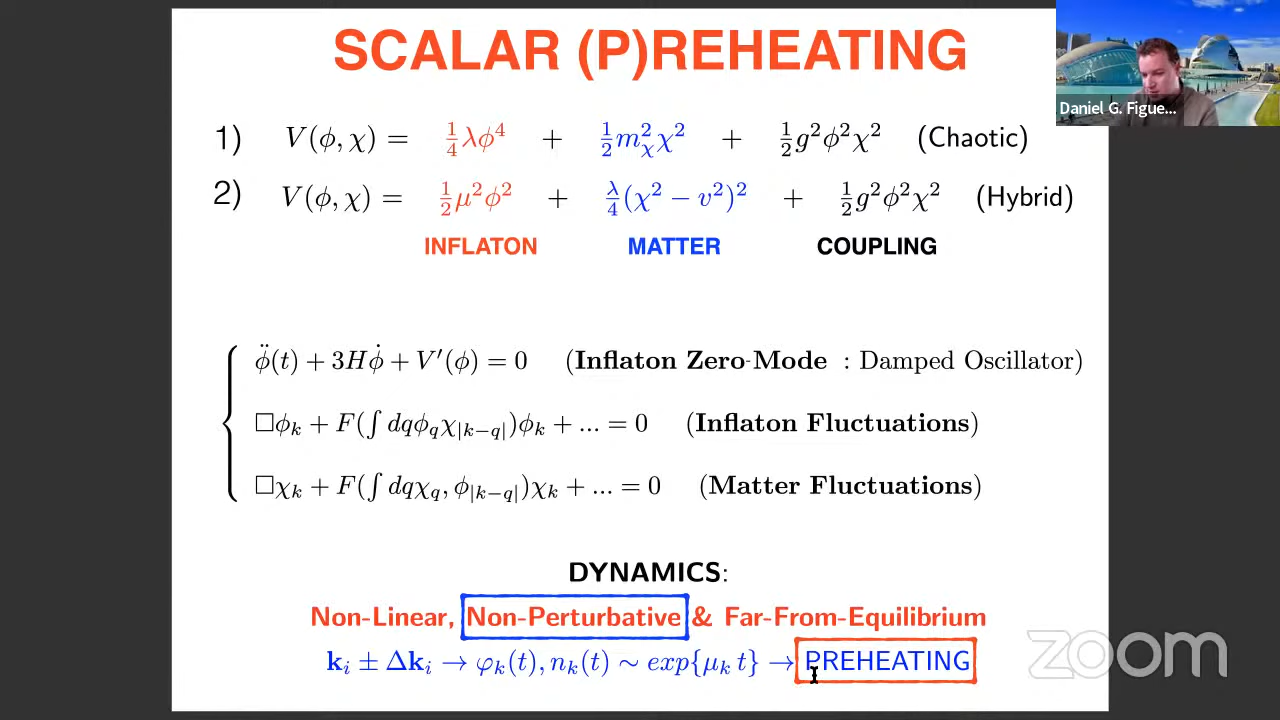 SCALAR (P)REHEATING
Daniel G. Figue...
1) V(ϕ, χ) = ¼λϕ⁴ + ½m_χ²χ² + ½g²ϕ²χ² (Chaotic)
2) V(ϕ, χ) = ½μ²ϕ² + λ/4(χ² − v²)² + ½g²ϕ²χ² (Hybrid)
INFLATON MATTER COUPLING
ϕ̈(t) + 3Hϕ̇ + V′(ϕ) = 0 (Inflaton Zero-Mode : Damped Oscillator)
□ϕ_k + F(∫ dqϕ_qχ_|k−q|)ϕ_k + ... = 0 (Inflaton Fluctuations)
□χ_k + F(∫ dqχ_q, ϕ_|k−q|)χ_k + ... = 0 (Matter Fluctuations)
DYNAMICS:
Non-Linear, Non-Perturbative & Far-From-Equilibrium
k_i ± Δk_i → φ_k(t), n_k(t) ∼ exp{μ_k t} → PREHEATING
zoom